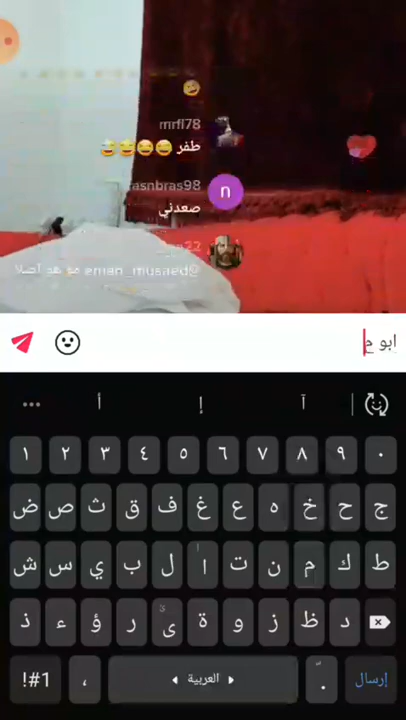 mrfl78
طفر 😂😂😂😅
asnbras98
صعدني
n
@eman_musaed مو هو اصلا
ابو م
... أ إ آ
١ ٢ ٣ ٤ ٥ ٦ ٧ ٨ ٩ ٠
ض ص ث ق ف غ ع ه خ ح ج
ش س ي ب ل ا ت ن م ك ط
ذ ء ؤ ر ى ة و ز ظ د
!#1 ، العربية . إرسال